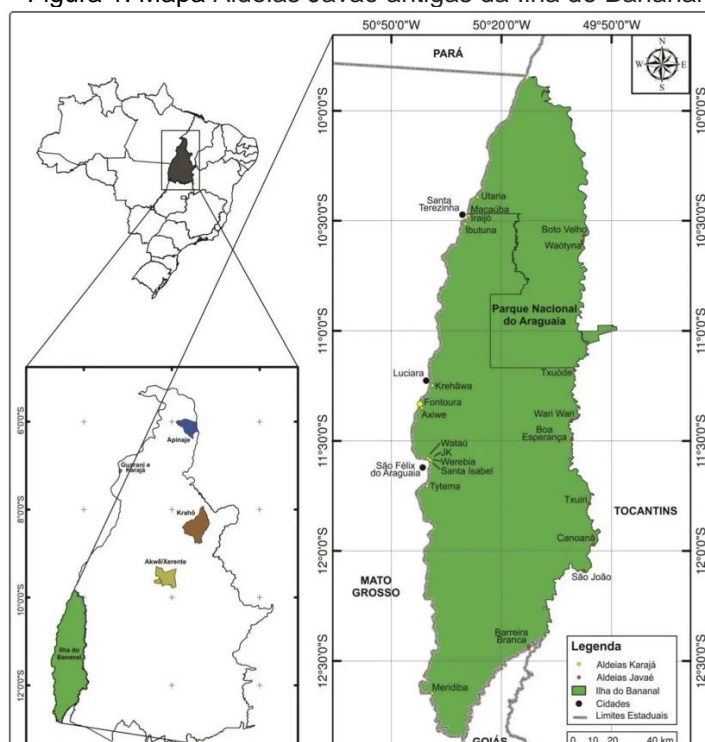 Figura 1: Mapa Aldeias Javaé antigas da Ilha do Bananal
50°50'0"W
50°20'0"W
49°50'0"W
PARÁ
N
W
E
S
10°0'0"S
10°30'0"S
11°0'0"S
11°30'0"S
12°0'0"S
12°30'0"S
Utaria
Santa
Terezinha
Macaúba
Iraijó
Ibutuna
Boto Velho
Waõtyna
Parque Nacional
do Araguaia
Luciara
Krehãwa
Txuòde
Fontoura
Axiwe
Wari Wari
Boa
Esperança
Wataú
JK
Werebia
Santa Isabel
São Félix
do Araguaia
Tytema
Txuiri
TOCANTINS
Canoanã
São João
MATO
GROSSO
Barreira
Branca
Meridiba
GOIÁS
Legenda
Aldeias Karajá
Aldeias Javaé
Ilha do Bananal
Cidades
Limites Estaduais
0 10 20 40 km
6°0'0"S
8°0'0"S
10°0'0"S
12°0'0"S
Apinaje
Guarani e
Karajá
Krahô
Akwẽ/Xerente
Ilha do
Bananal